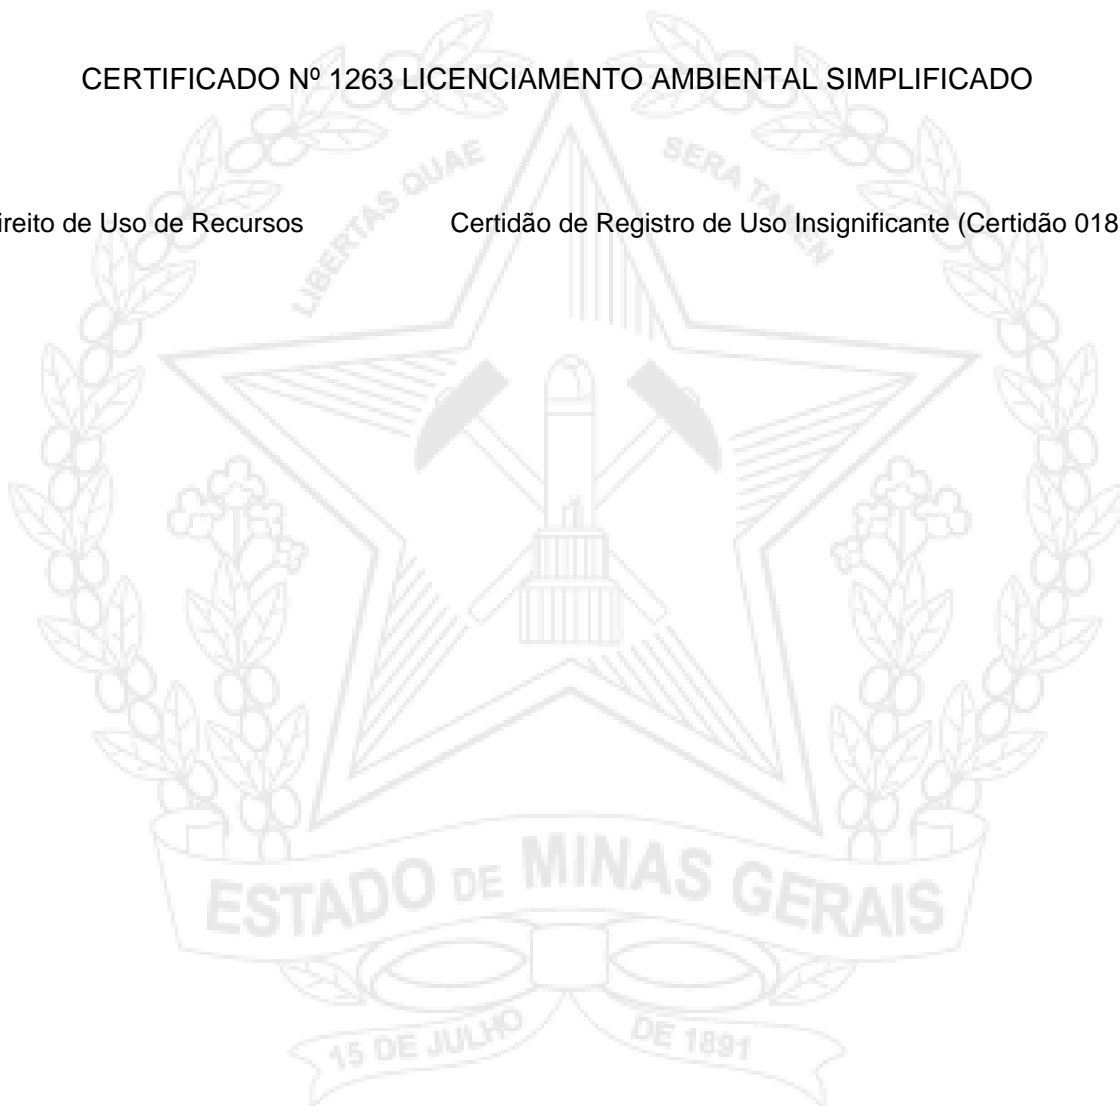 CERTIFICADO Nº 1263 LICENCIAMENTO AMBIENTAL SIMPLIFICADO
LIBERTAS QUAE SERA TAMEN
ireito de Uso de Recursos Certidão de Registro de Uso Insignificante (Certidão 018
ESTADO DE MINAS GERAIS
15 DE JULHO DE 1891